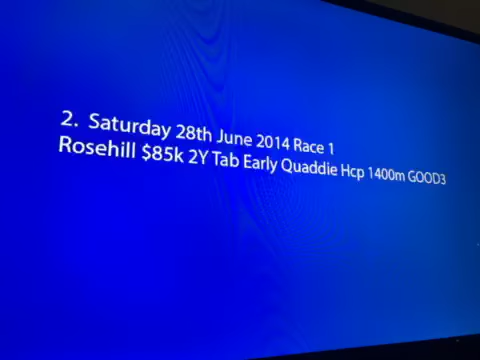 2. Saturday 28th June 2014 Race 1
Rosehill $85k 2Y Tab Early Quaddie Hcp 1400m GOOD3